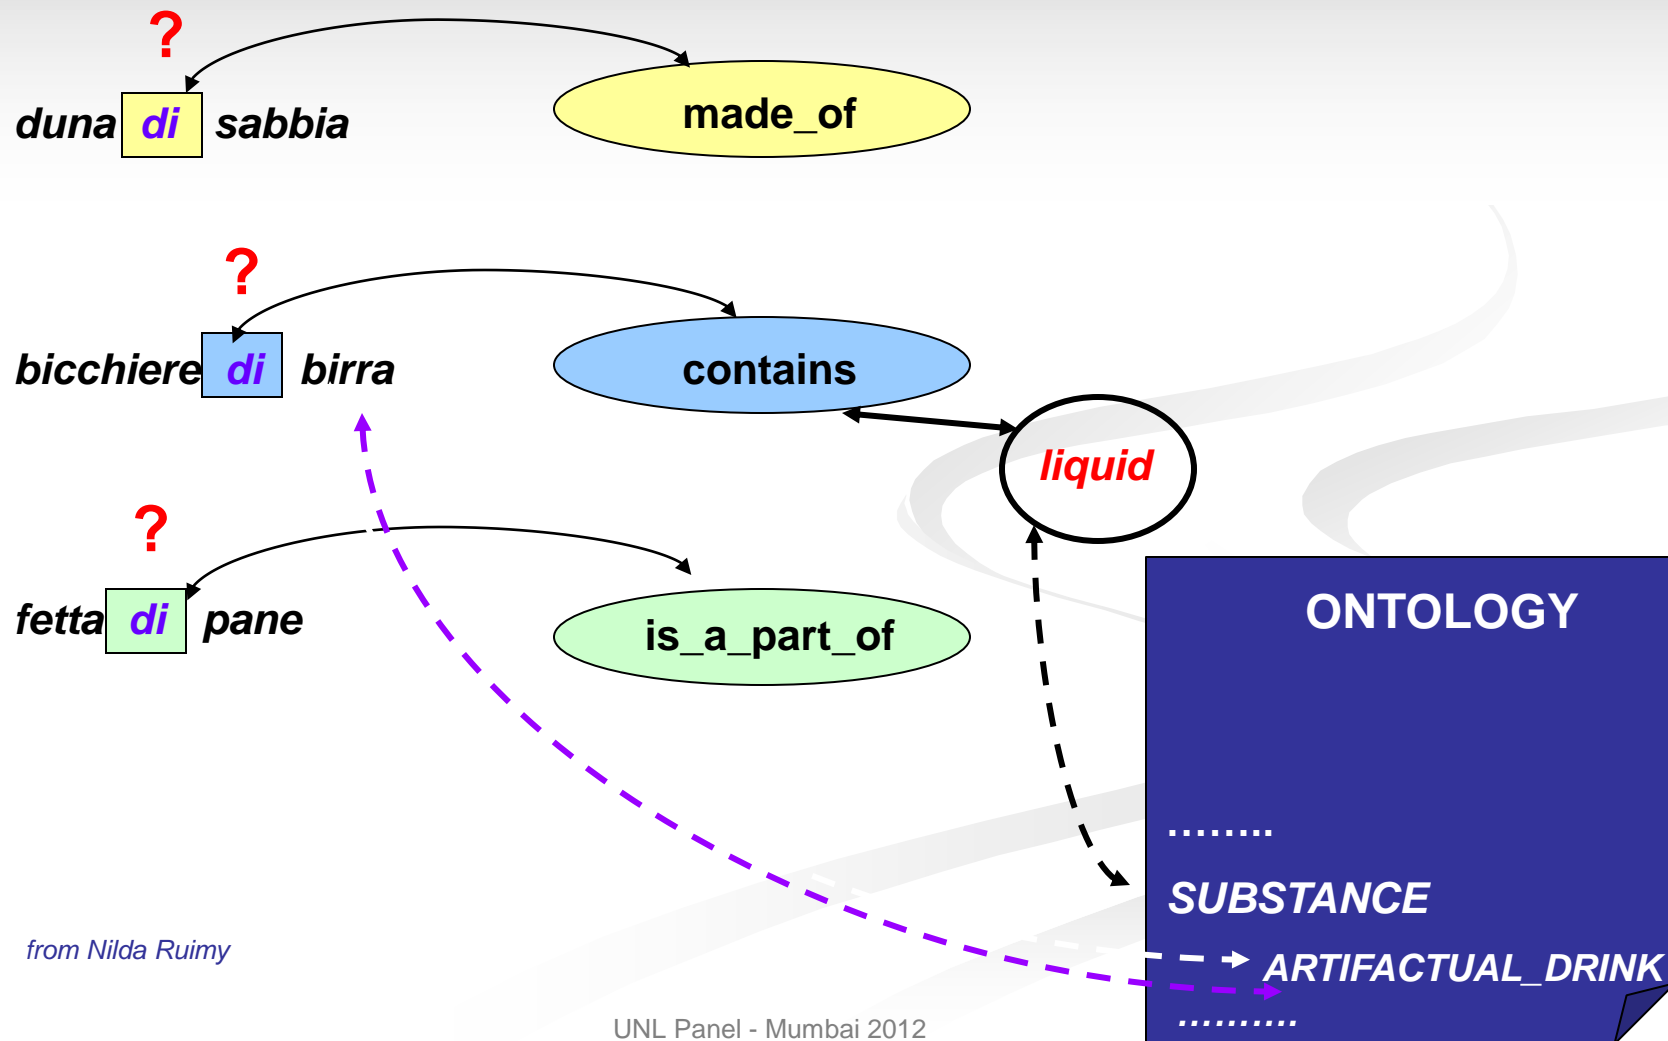 ?
duna di sabbia
made_of
?
bicchiere di birra
contains
liquid
?
fetta di pane
is_a_part_of
ONTOLOGY
........
SUBSTANCE
ARTIFACTUAL_DRINK
..........
from Nilda Ruimy
UNL Panel - Mumbai 2012